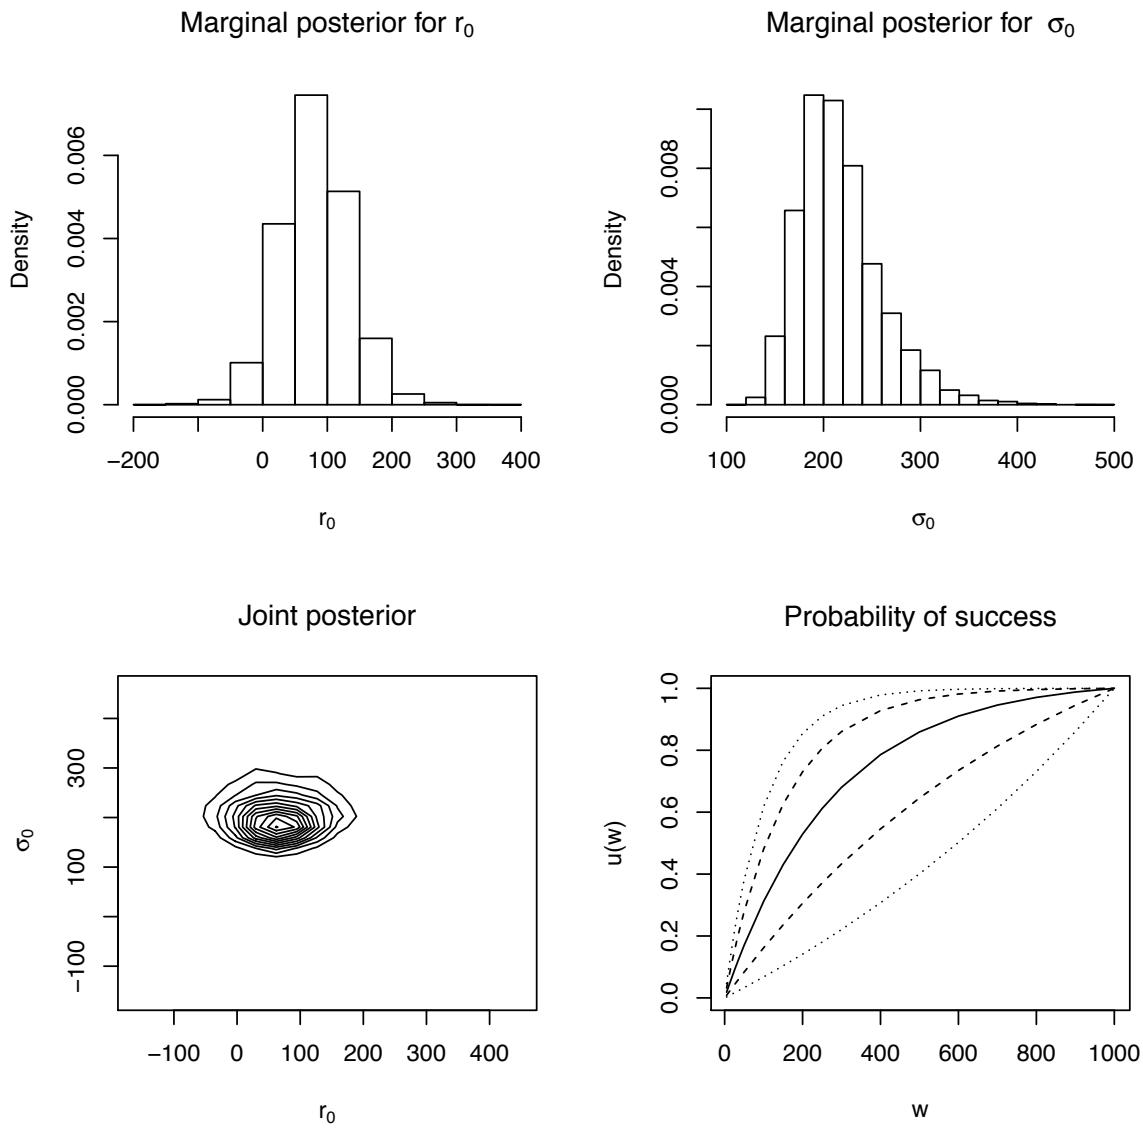 Marginal posterior for r₀
Density
0.000 0.002 0.004 0.006
−200 0 100 200 300 400
r₀
Marginal posterior for σ₀
Density
0.000 0.004 0.008
100 200 300 400 500
σ₀
Joint posterior
σ₀
−100 100 300
−100 0 100 200 300 400
r₀
Probability of success
u(w)
0.0 0.2 0.4 0.6 0.8 1.0
0 200 400 600 800 1000
w